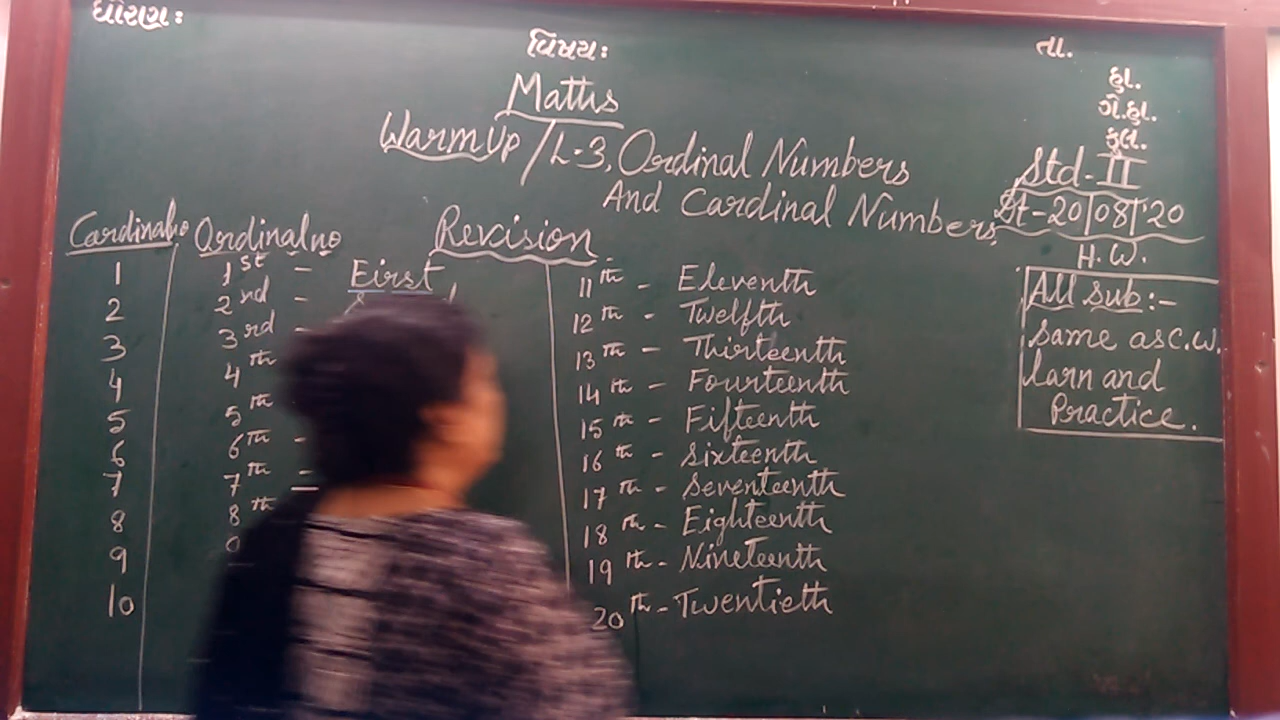 ધોરણ:
વિષય:
તા.
હા.
ગે.હા.
કુલ.
Maths
Warm Up / L-3, Ordinal Numbers
And Cardinal Numbers
Std-II
Dt-20/08/'20
H.W.
All sub:-
same as C.W.
larn and
Practice.
Revision
Cardinal no Ordinal no
1 1st - First
2 2nd -
3 3rd -
4 4th
5 5th
6 6th -
7 7th -
8 8th
9
10
11th - Eleventh
12th - Twelfth
13th - Thirteenth
14th - Fourteenth
15th - Fifteenth
16th - Sixteenth
17th - Seventeenth
18th - Eighteenth
19th - Nineteenth
20th - Twentieth